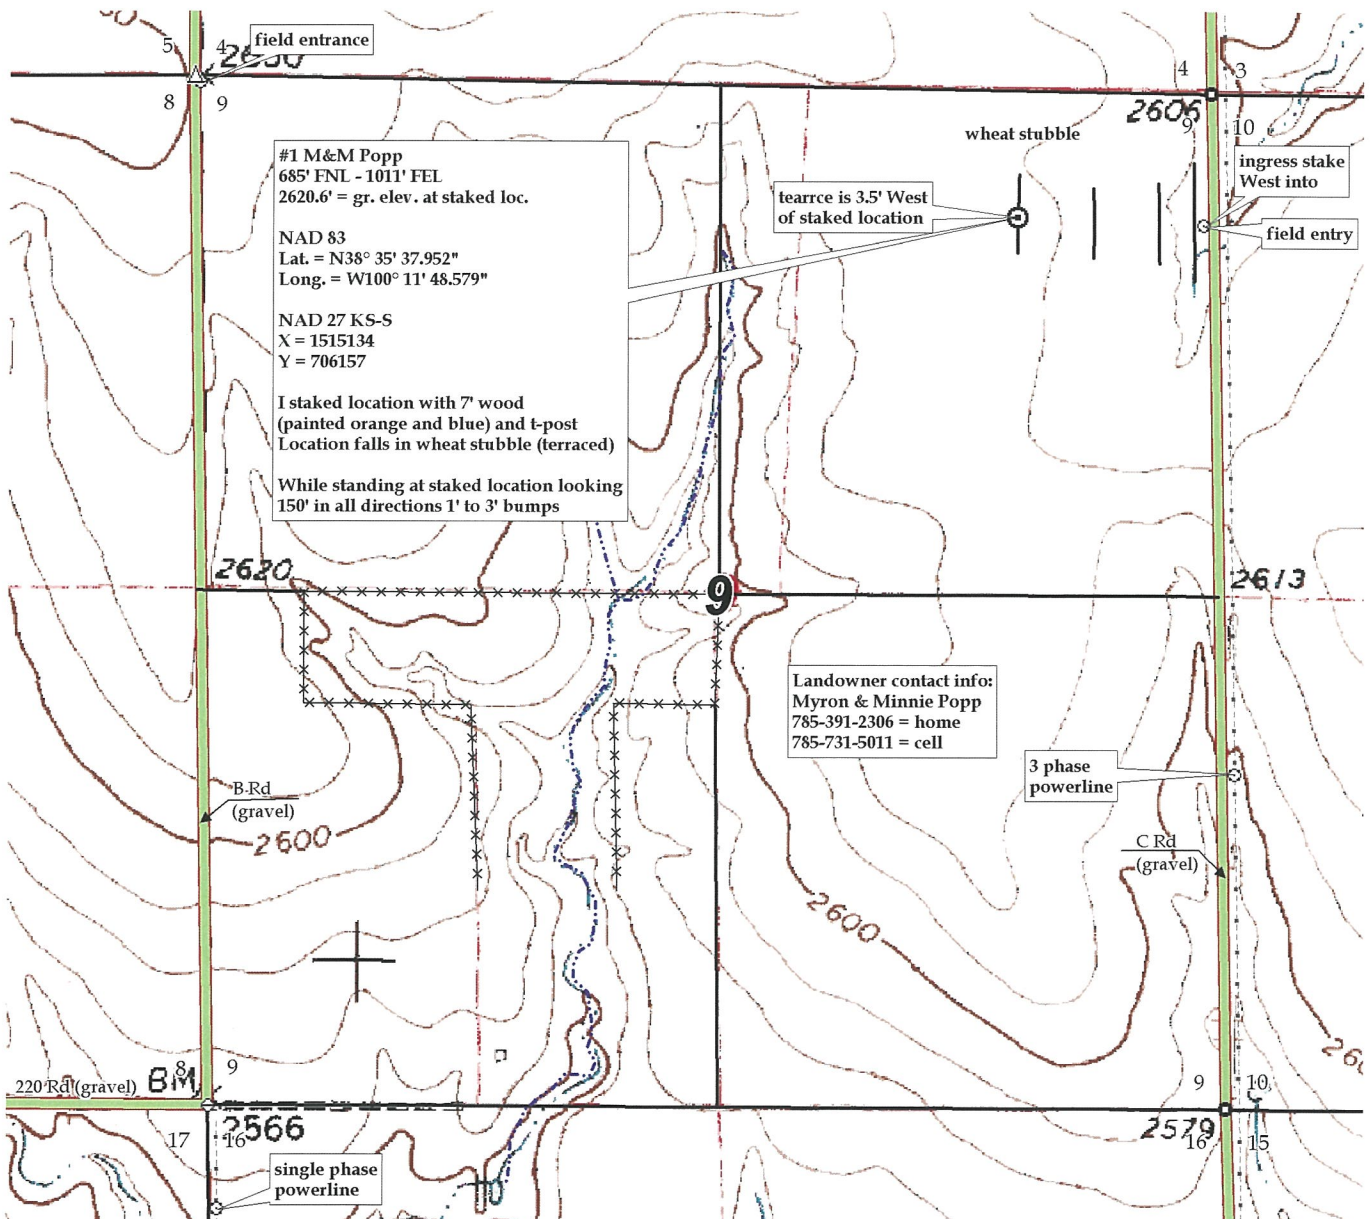 field entrance
5 4
2630
8 9
4 3
2606
9 10
wheat stubble
ingress stake
West into
field entry
tearrce is 3.5' West
of staked location
#1 M&M Popp
685' FNL - 1011' FEL
2620.6' = gr. elev. at staked loc.
NAD 83
Lat. = N38° 35' 37.952"
Long. = W100° 11' 48.579"
NAD 27 KS-S
X = 1515134
Y = 706157
I staked location with 7' wood
(painted orange and blue) and t-post
Location falls in wheat stubble (terraced)
While standing at staked location looking
150' in all directions 1' to 3' bumps
2620
9
2613
Landowner contact info:
Myron & Minnie Popp
785-391-2306 = home
785-731-5011 = cell
3 phase
powerline
B Rd
(gravel)
2600
C Rd
(gravel)
2600
8 9
220 Rd (gravel)
BM
2566
17 16
9 10
2579
16 15
single phase
powerline